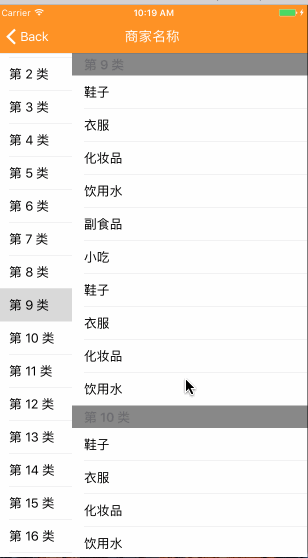 Carrier 10:19 AM
Back 商家名称
第 2 类
第 3 类
第 4 类
第 5 类
第 6 类
第 7 类
第 8 类
第 9 类
第 10 类
第 11 类
第 12 类
第 13 类
第 14 类
第 15 类
第 16 类
第 9 类
鞋子
衣服
化妆品
饮用水
副食品
小吃
鞋子
衣服
化妆品
饮用水
第 10 类
鞋子
衣服
化妆品
饮用水